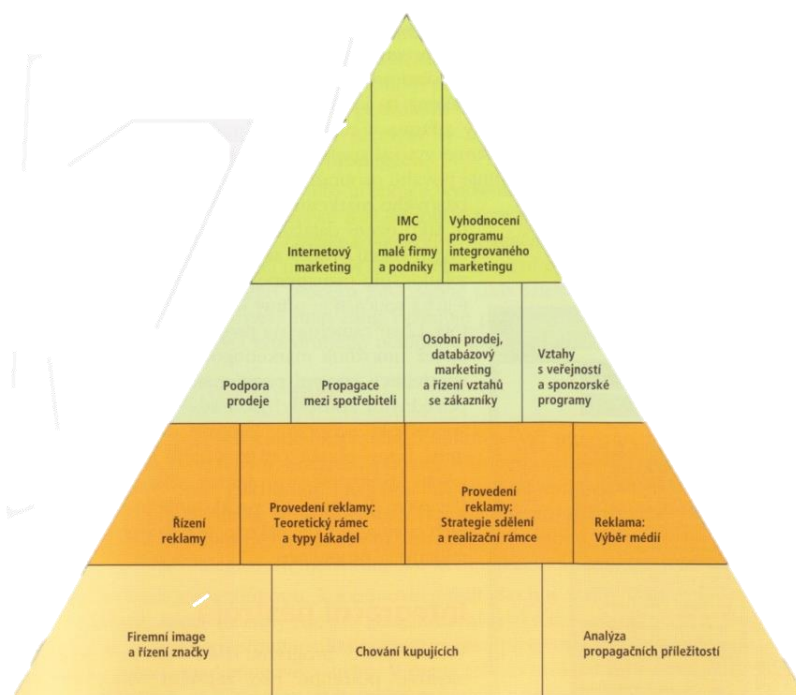 Internetový
marketing
IMC
pro
malé firmy
a podniky
Vyhodnocení
programu
integrovaného
marketingu
Podpora
prodeje
Propagace
mezi spotřebiteli
Osobní prodej,
databázový
marketing
a řízení vztahů
se zákazníky
Vztahy
s veřejností
a sponzorské
programy
Řízení
reklamy
Provedení reklamy:
Teoretický rámec
a typy lákadel
Provedení
reklamy:
Strategie sdělení
a realizační rámce
Reklama:
Výběr médií
Firemní image
a řízení značky
Chování kupujících
Analýza
propagačních příležitostí